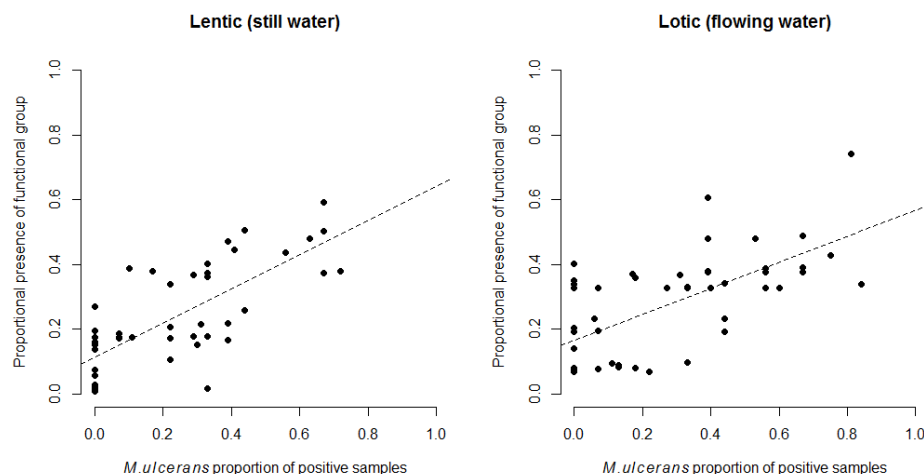 Lentic (still water)
Proportional presence of functional group
1.0
0.8
0.6
0.4
0.2
0.0
0.0 0.2 0.4 0.6 0.8 1.0
M.ulcerans proportion of positive samples
Lotic (flowing water)
Proportional presence of functional group
1.0
0.8
0.6
0.4
0.2
0.0
0.0 0.2 0.4 0.6 0.8 1.0
M.ulcerans proportion of positive samples